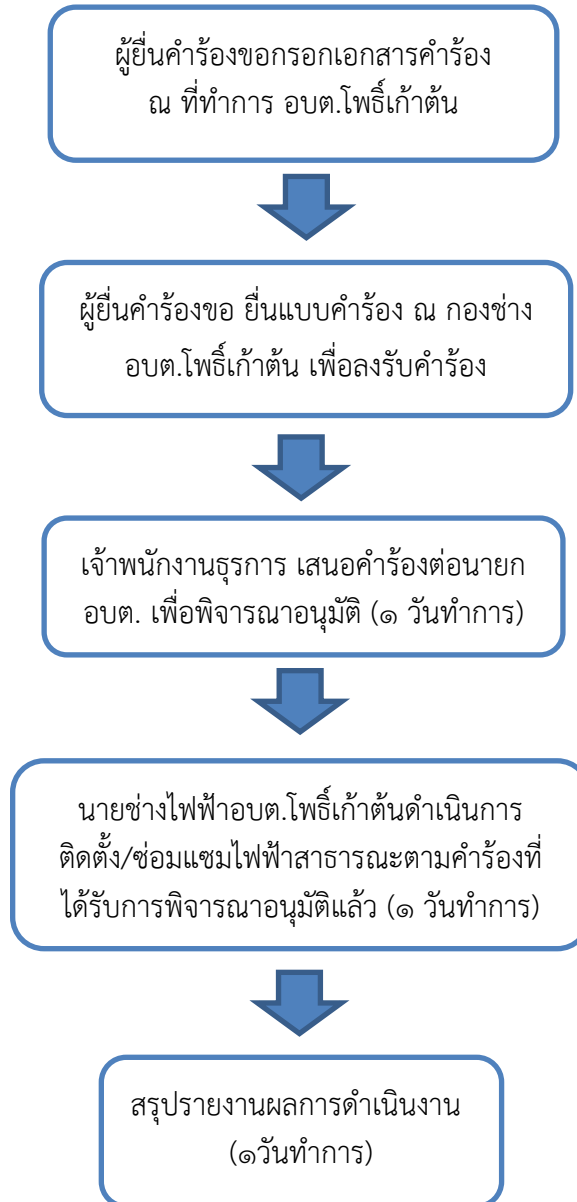 ผู้ยื่นคำร้องขอกรอกเอกสารคำร้อง
ณ ที่ทำการ อบต.โพธิ์เก้าต้น
ผู้ยื่นคำร้องขอ ยื่นแบบคำร้อง ณ กองช่าง
อบต.โพธิ์เก้าต้น เพื่อลงรับคำร้อง
เจ้าพนักงานธุรการ เสนอคำร้องต่อนายก
อบต. เพื่อพิจารณาอนุมัติ (๑ วันทำการ)
นายช่างไฟฟ้าอบต.โพธิ์เก้าต้นดำเนินการ
ติดตั้ง/ซ่อมแซมไฟฟ้าสาธารณะตามคำร้องที่
ได้รับการพิจารณาอนุมัติแล้ว (๑ วันทำการ)
สรุปรายงานผลการดำเนินงาน
(๑วันทำการ)